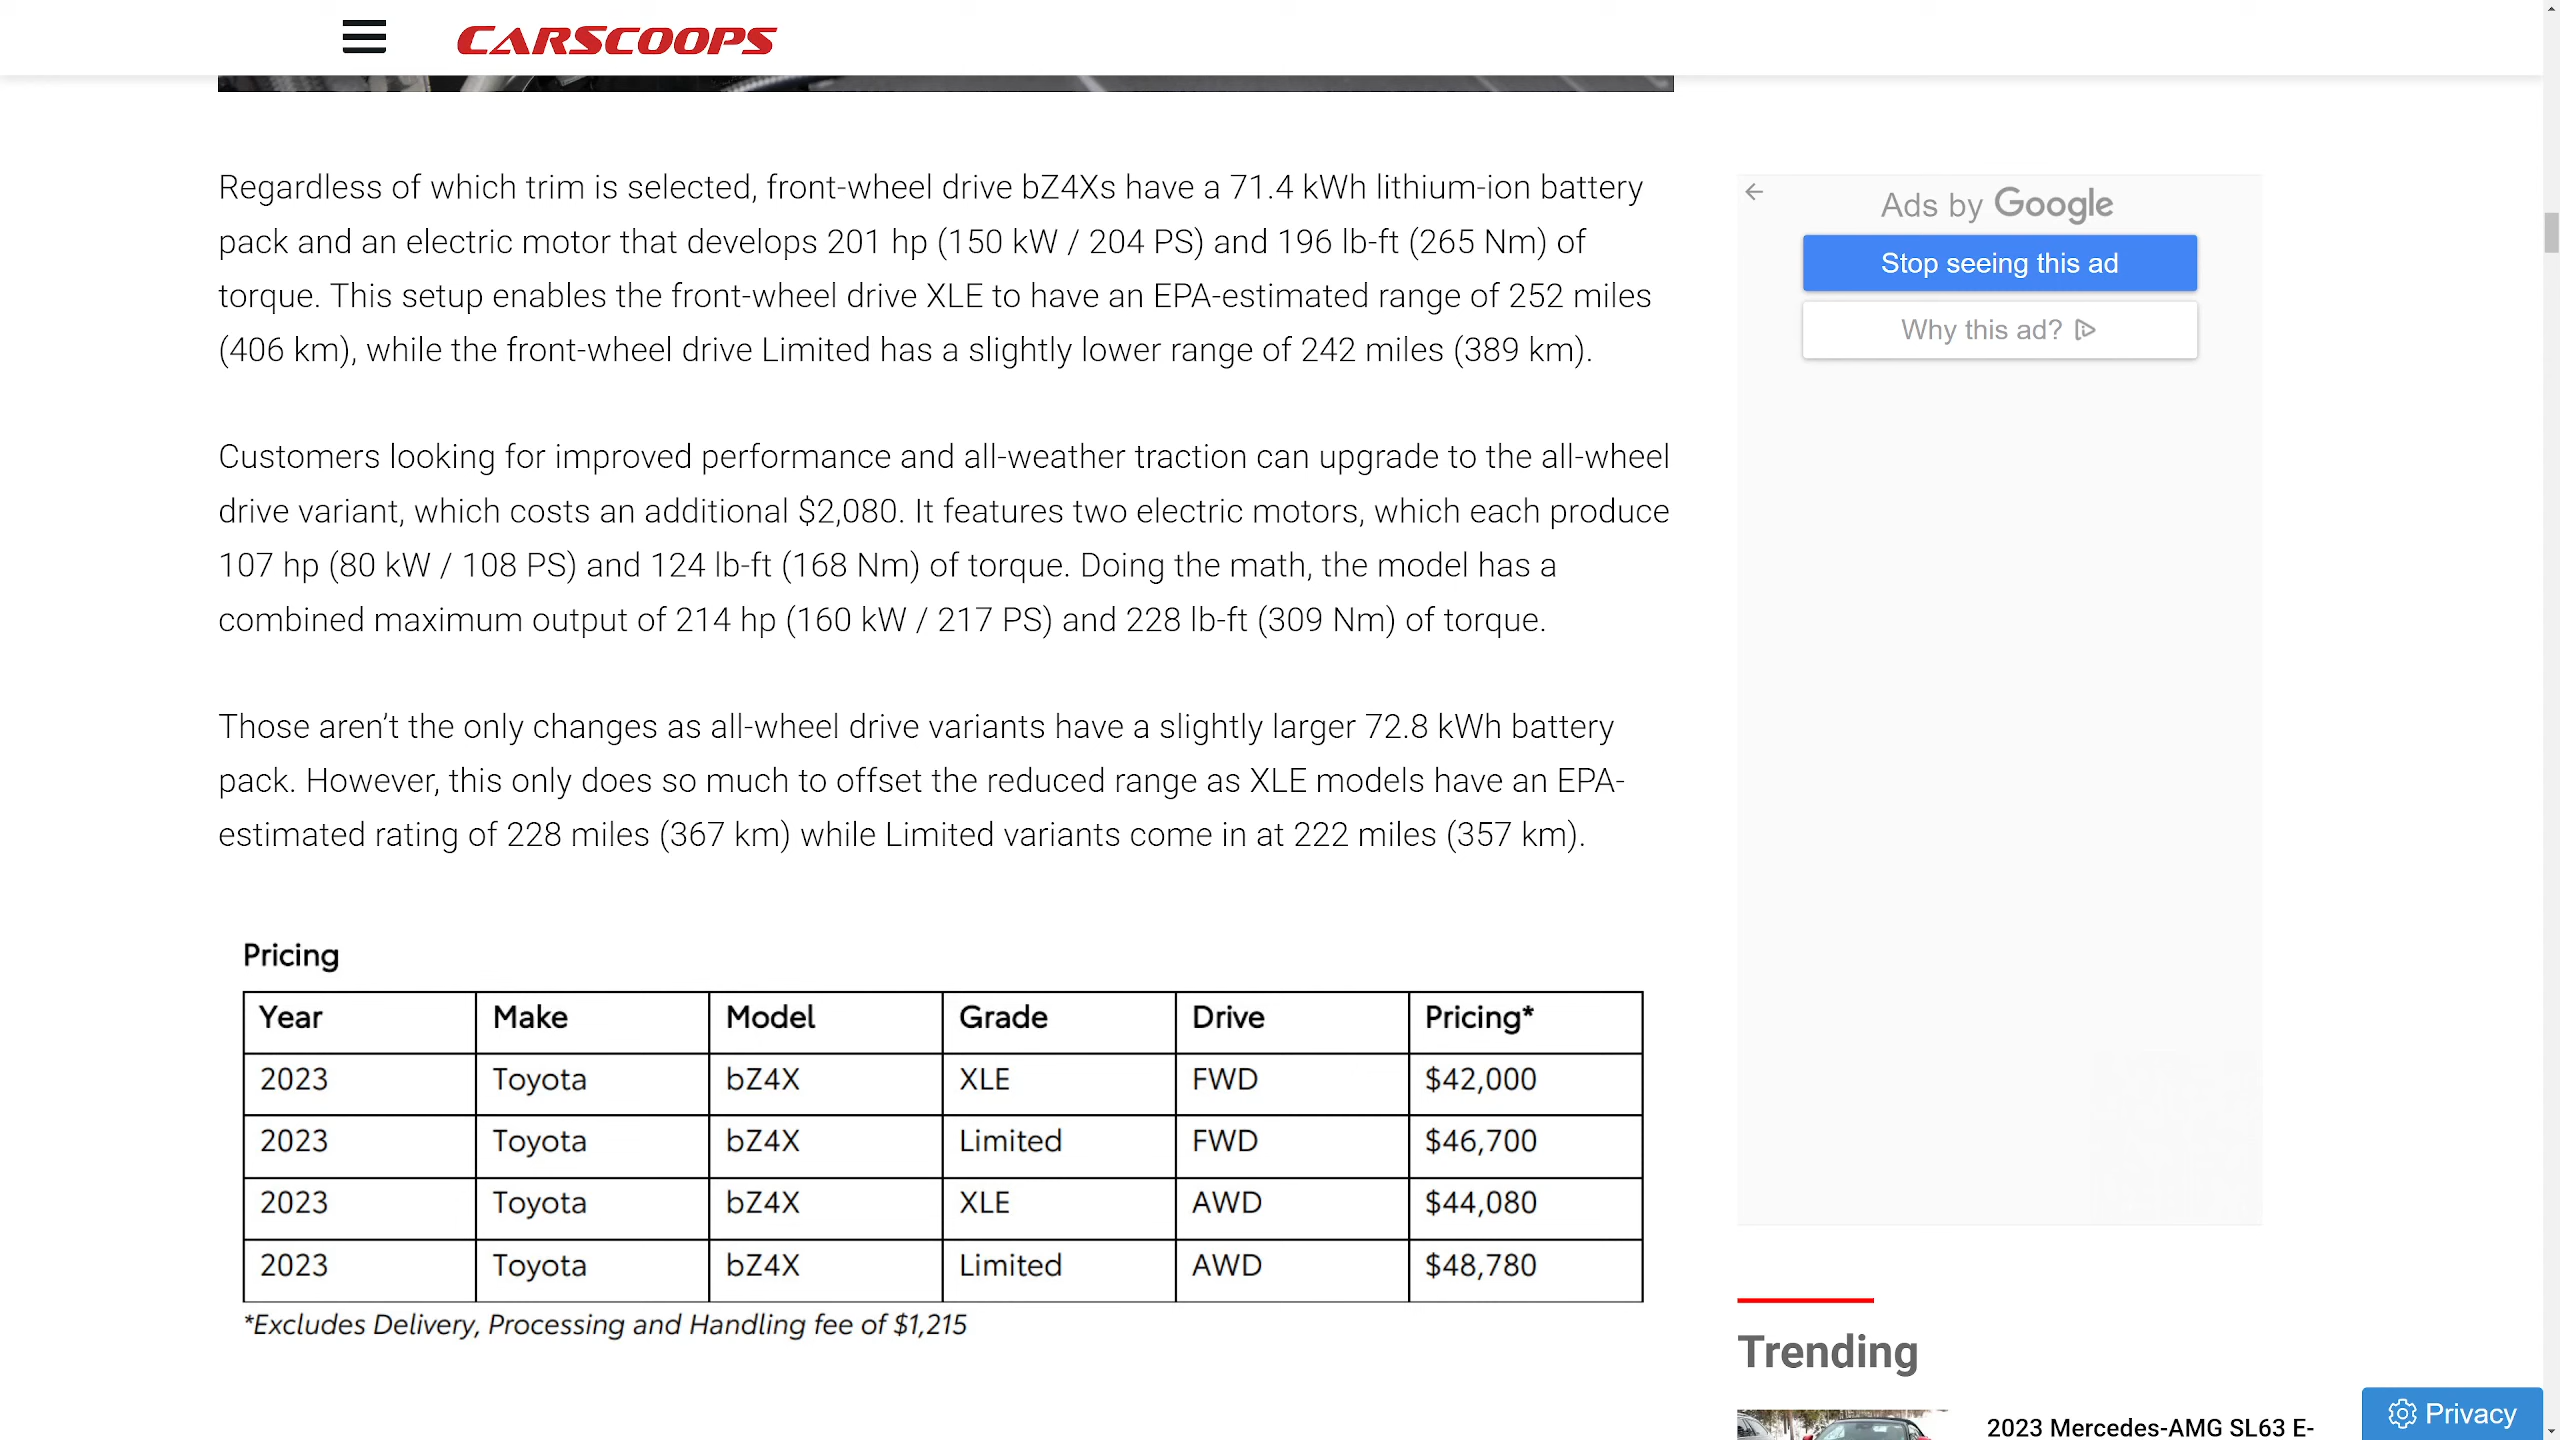 CARSCOOPS
Regardless of which trim is selected, front-wheel drive bZ4Xs have a 71.4 kWh lithium-ion battery
pack and an electric motor that develops 201 hp (150 kW / 204 PS) and 196 lb-ft (265 Nm) of
torque. This setup enables the front-wheel drive XLE to have an EPA-estimated range of 252 miles
(406 km), while the front-wheel drive Limited has a slightly lower range of 242 miles (389 km).
Customers looking for improved performance and all-weather traction can upgrade to the all-wheel
drive variant, which costs an additional $2,080. It features two electric motors, which each produce
107 hp (80 kW / 108 PS) and 124 lb-ft (168 Nm) of torque. Doing the math, the model has a
combined maximum output of 214 hp (160 kW / 217 PS) and 228 lb-ft (309 Nm) of torque.
Those aren’t the only changes as all-wheel drive variants have a slightly larger 72.8 kWh battery
pack. However, this only does so much to offset the reduced range as XLE models have an EPA-
estimated rating of 228 miles (367 km) while Limited variants come in at 222 miles (357 km).
Pricing
Year Make Model Grade Drive Pricing*
2023 Toyota bZ4X XLE FWD $42,000
2023 Toyota bZ4X Limited FWD $46,700
2023 Toyota bZ4X XLE AWD $44,080
2023 Toyota bZ4X Limited AWD $48,780
*Excludes Delivery, Processing and Handling fee of $1,215
Ads by Google
Stop seeing this ad
Why this ad?
Trending
2023 Mercedes-AMG SL63 E-
Privacy